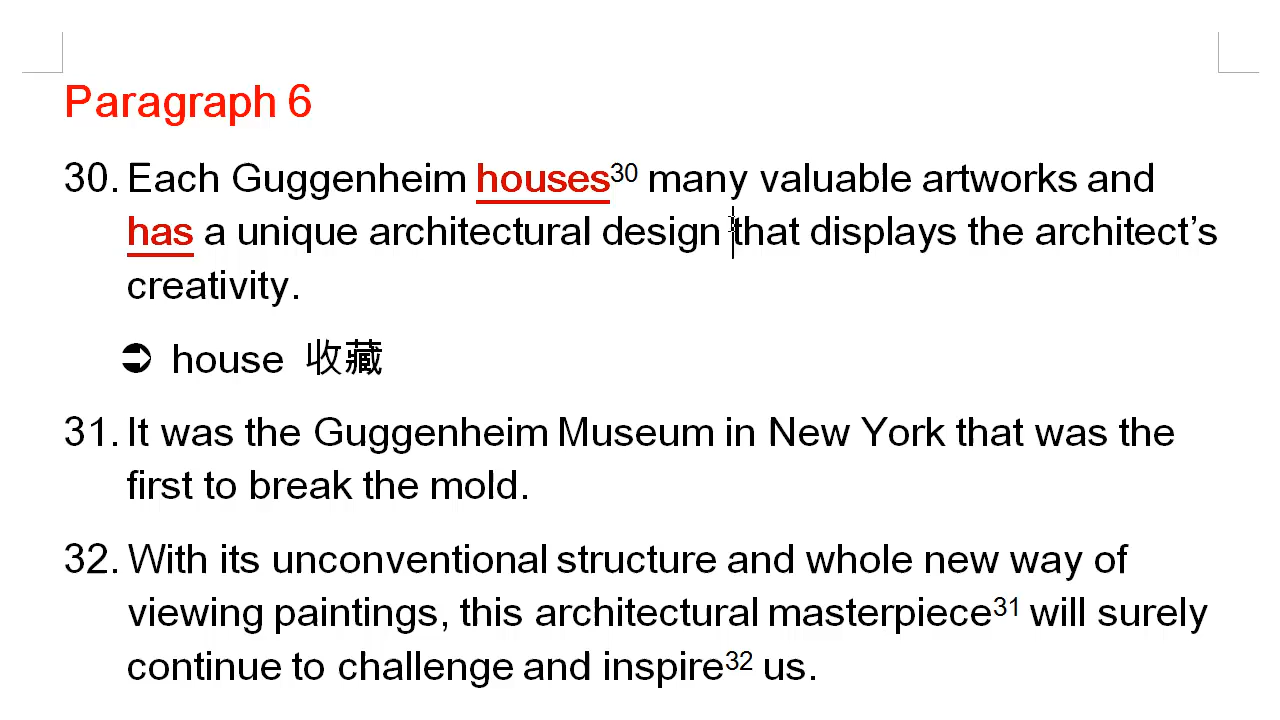 Paragraph 6
30. Each Guggenheim houses30 many valuable artworks and
has a unique architectural design that displays the architect’s
creativity.
➲ house 收藏
31. It was the Guggenheim Museum in New York that was the
first to break the mold.
32. With its unconventional structure and whole new way of
viewing paintings, this architectural masterpiece31 will surely
continue to challenge and inspire32 us.